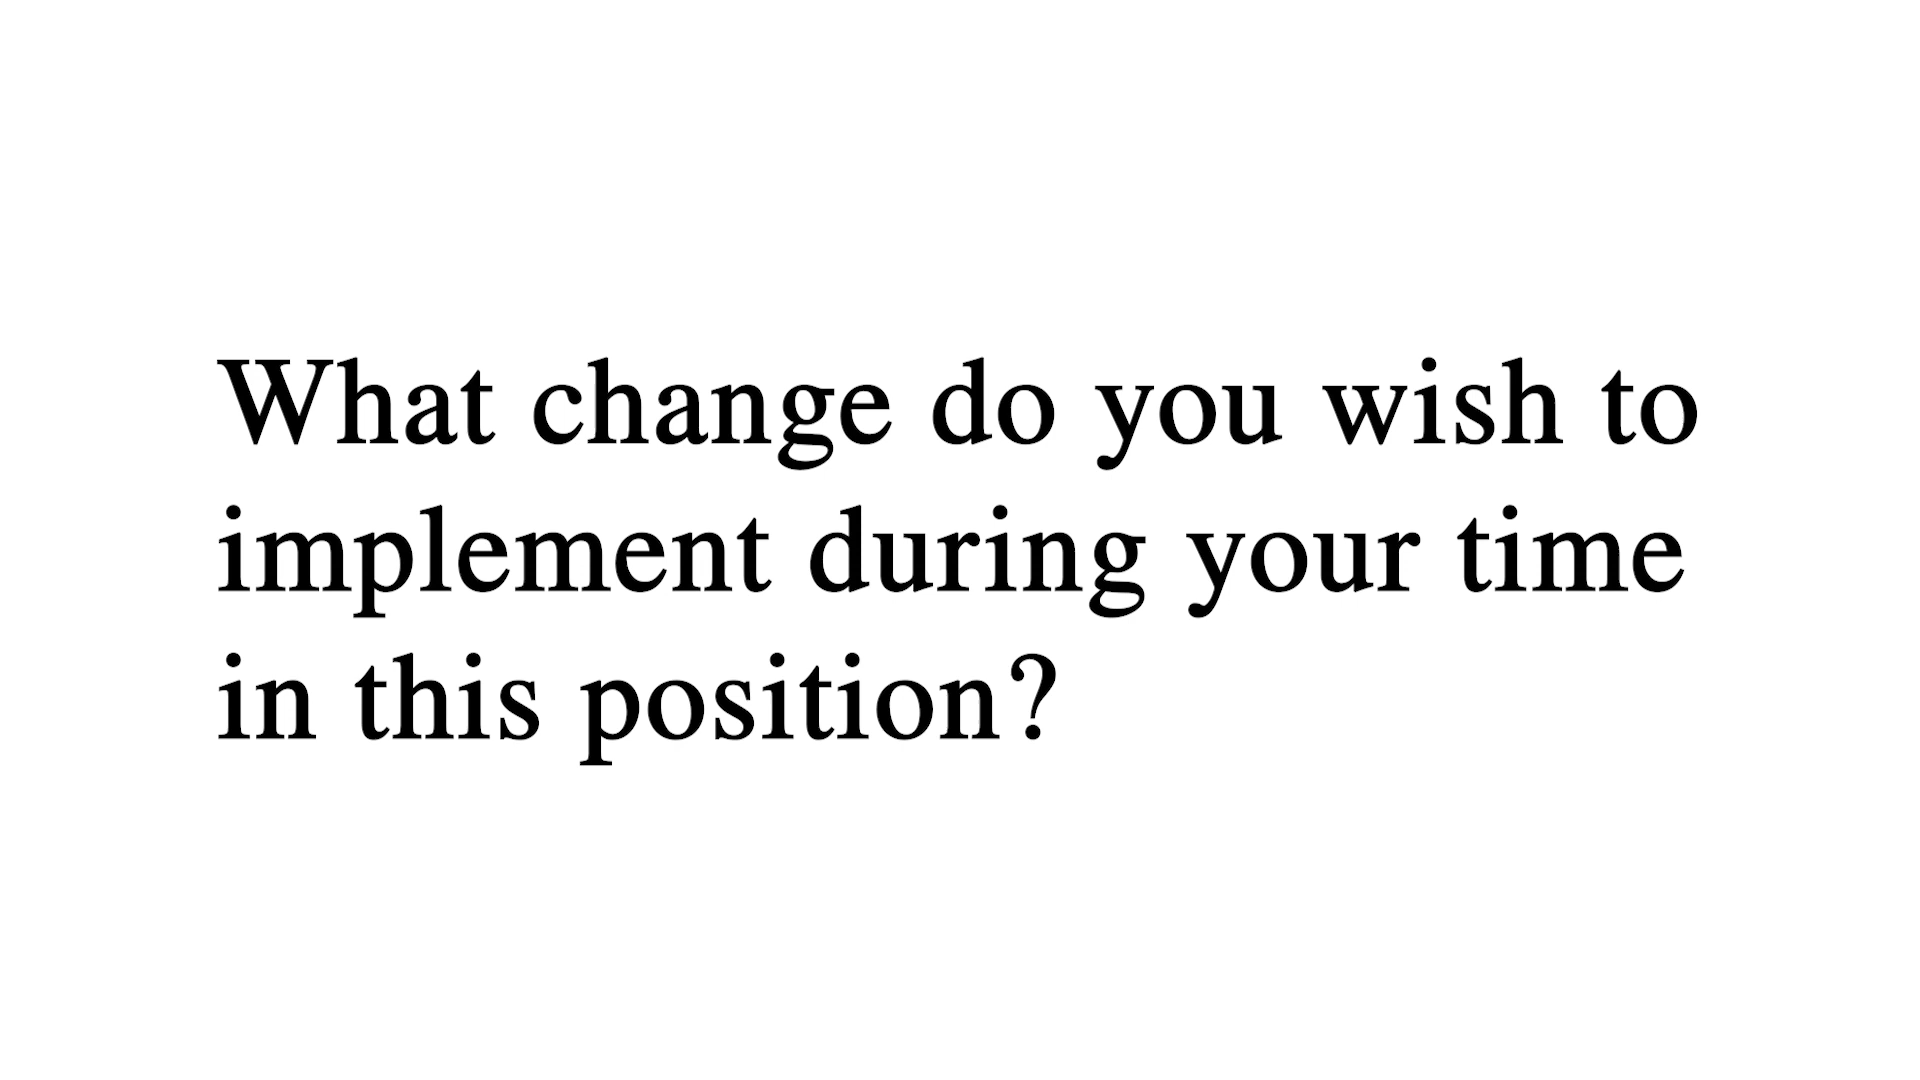 What change do you wish to
implement during your time
in this position?